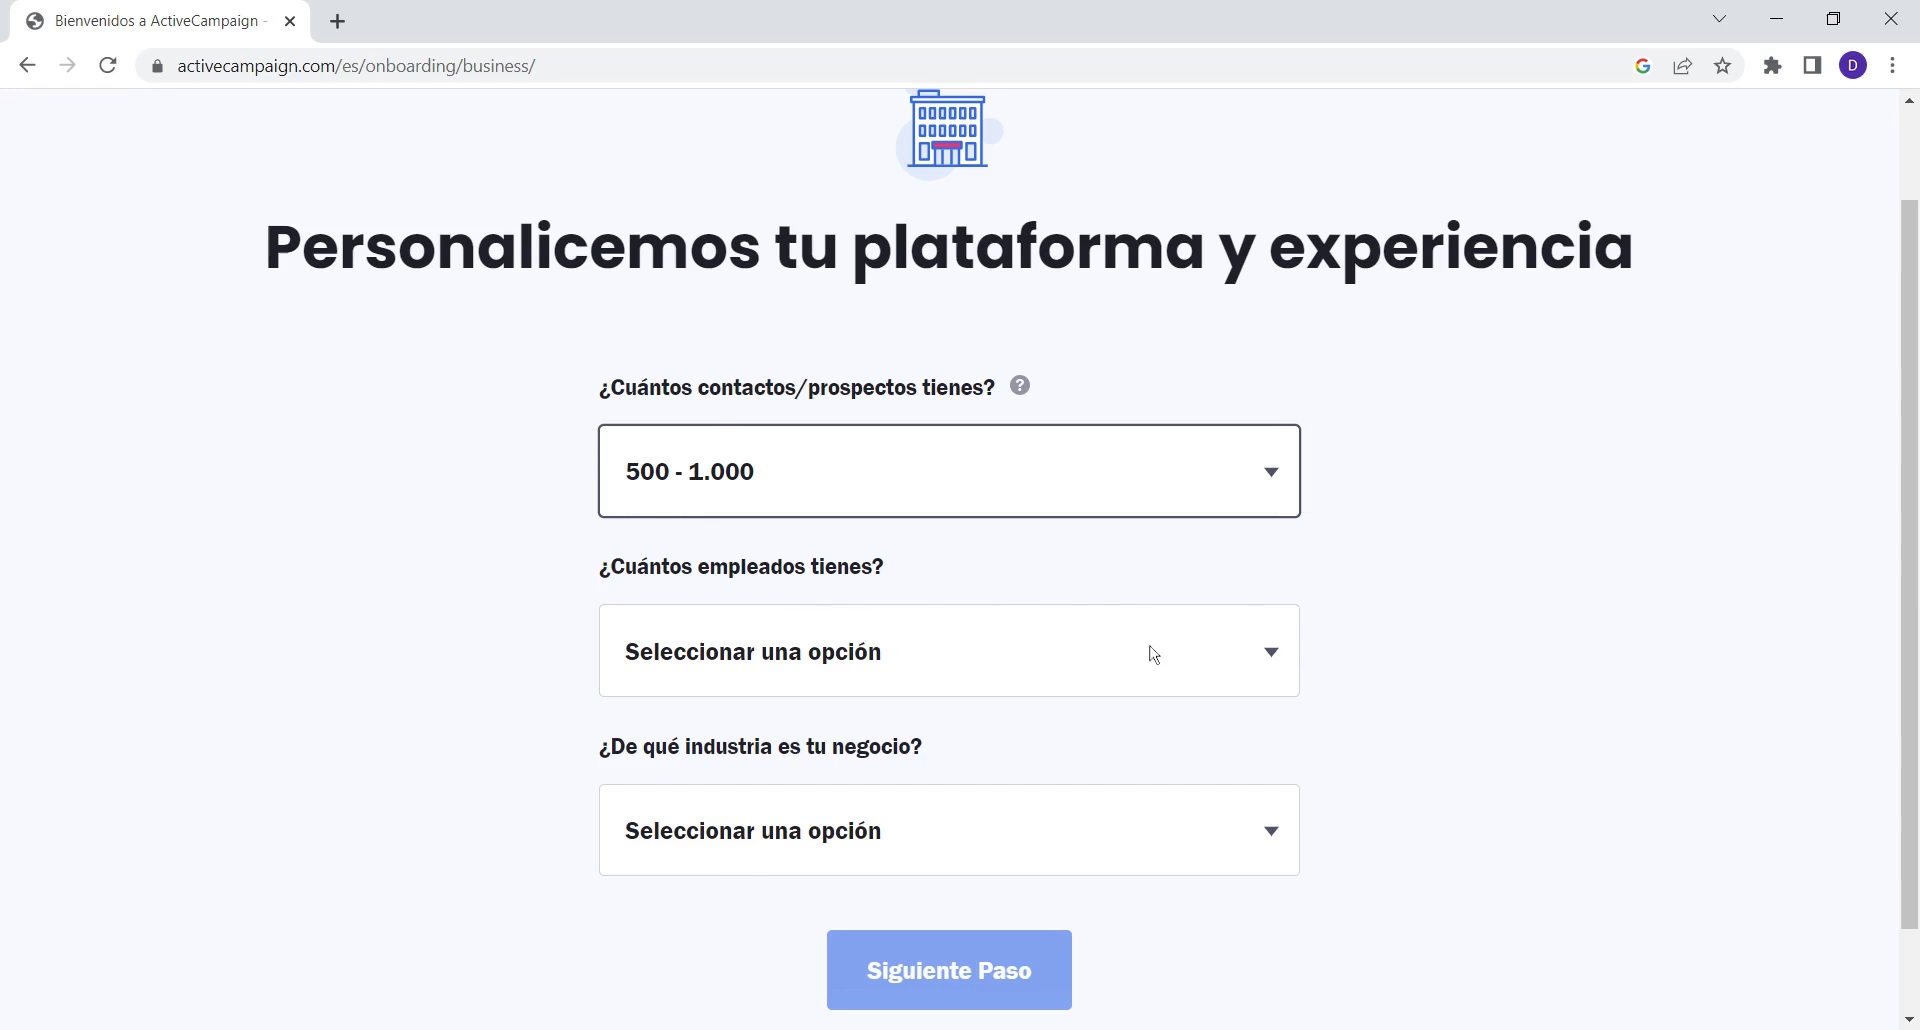 Bienvenidos a ActiveCampaign -
activecampaign.com/es/onboarding/business/
D
Personalicemos tu plataforma y experiencia
¿Cuántos contactos/prospectos tienes? ?
500 - 1.000
¿Cuántos empleados tienes?
Seleccionar una opción
¿De qué industria es tu negocio?
Seleccionar una opción
Siguiente Paso